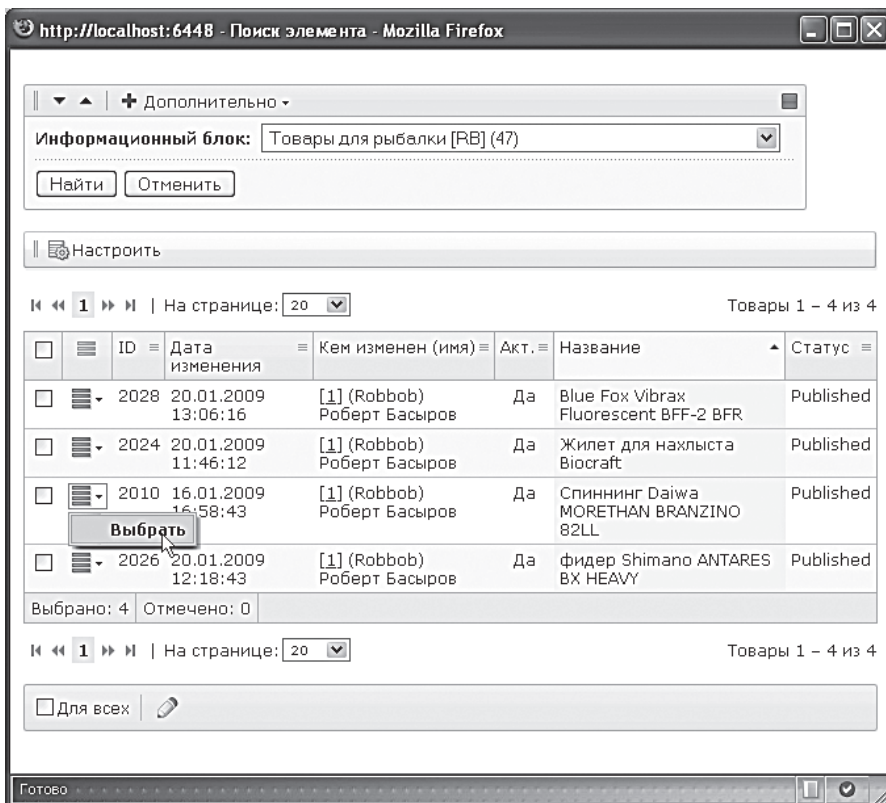 http://localhost:6448 - Поиск элемента - Mozilla Firefox
Дополнительно
Информационный блок: Товары для рыбалки [RB] (47)
Найти Отменить
Настроить
1 | На странице: 20 Товары 1 – 4 из 4
ID Дата изменения Кем изменен (имя) Акт. Название Статус
2028 20.01.2009 [1] (Robbob) Да Blue Fox Vibrax Published
13:06:16 Роберт Басыров Fluorescent BFF-2 BFR
2024 20.01.2009 [1] (Robbob) Да Жилет для нахлыста Published
11:46:12 Роберт Басыров Biocraft
2010 16.01.2009 [1] (Robbob) Да Спиннинг Daiwa Published
16:58:43 Роберт Басыров MORETHAN BRANZINO
82LL
Выбрать
2026 20.01.2009 [1] (Robbob) Да фидер Shimano ANTARES Published
12:18:43 Роберт Басыров BX HEAVY
Выбрано: 4 Отмечено: 0
1 | На странице: 20 Товары 1 – 4 из 4
Для всех
Готово